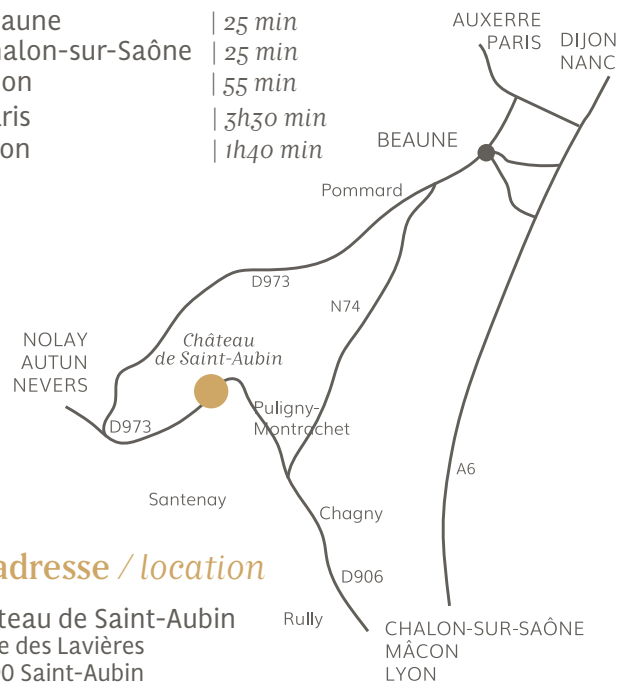 aune | 25 min
halon-sur-Saône | 25 min
on | 55 min
ris | 3h30 min
on | 1h40 min
AUXERRE
PARIS
DIJON
NANC
BEAUNE
Pommard
D973
N74
NOLAY
AUTUN
NEVERS
Château
de Saint-Aubin
Puligny-
Montrachet
D973
A6
Santenay
Chagny
adresse / location
D906
teau de Saint-Aubin
Rully
e des Lavières
00 Saint-Aubin
CHALON-SUR-SAÔNE
MÂCON
LYON